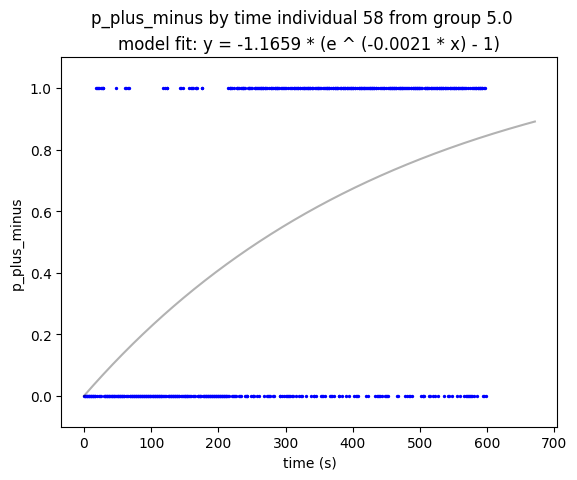 p_plus_minus by time individual 58 from group 5.0
model fit: y = -1.1659 * (e ^ (-0.0021 * x) - 1)
1.0
0.8
0.6
0.4
0.2
0.0
p_plus_minus
0 100 200 300 400 500 600 700
time (s)